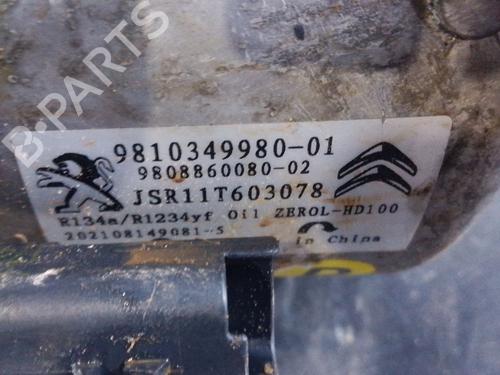 B-PARTS
9810349980-01
9808860080-02
JSR11T603078
R134a/R1234yf Oil ZEROL-HD100
202108149081-5
in China